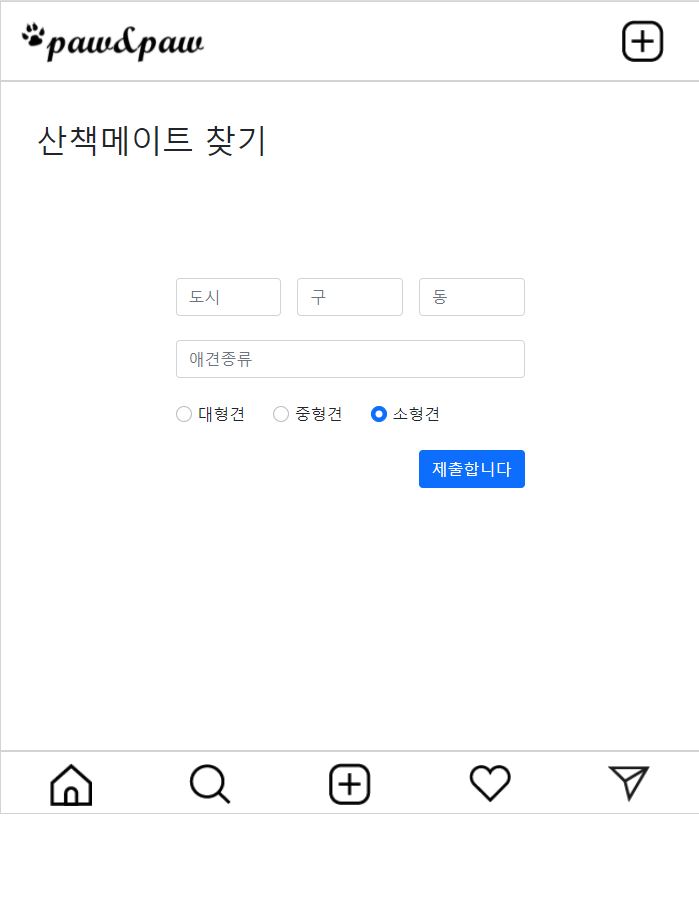 paw&paw
산책메이트 찾기
도시 구 동
애견종류
대형견 중형견 소형견
제출합니다